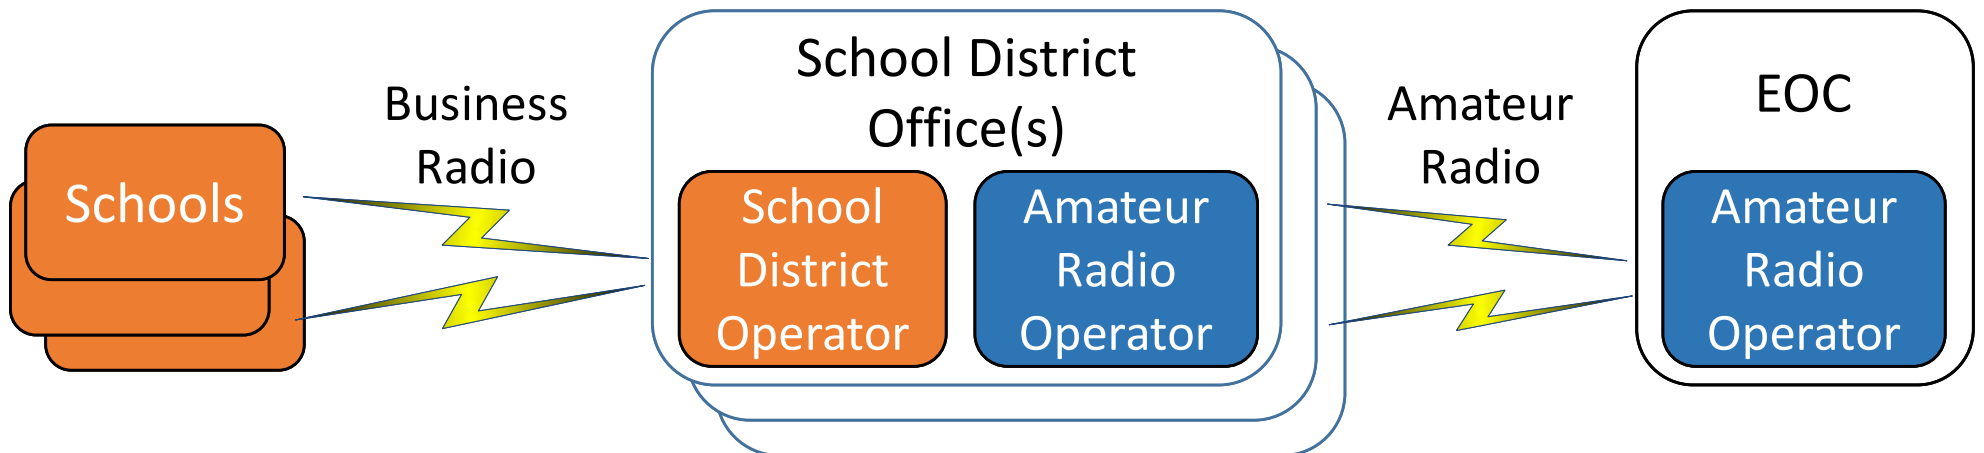 Schools
Business
Radio
School District
Office(s)
School
District
Operator
Amateur
Radio
Operator
Amateur
Radio
EOC
Amateur
Radio
Operator